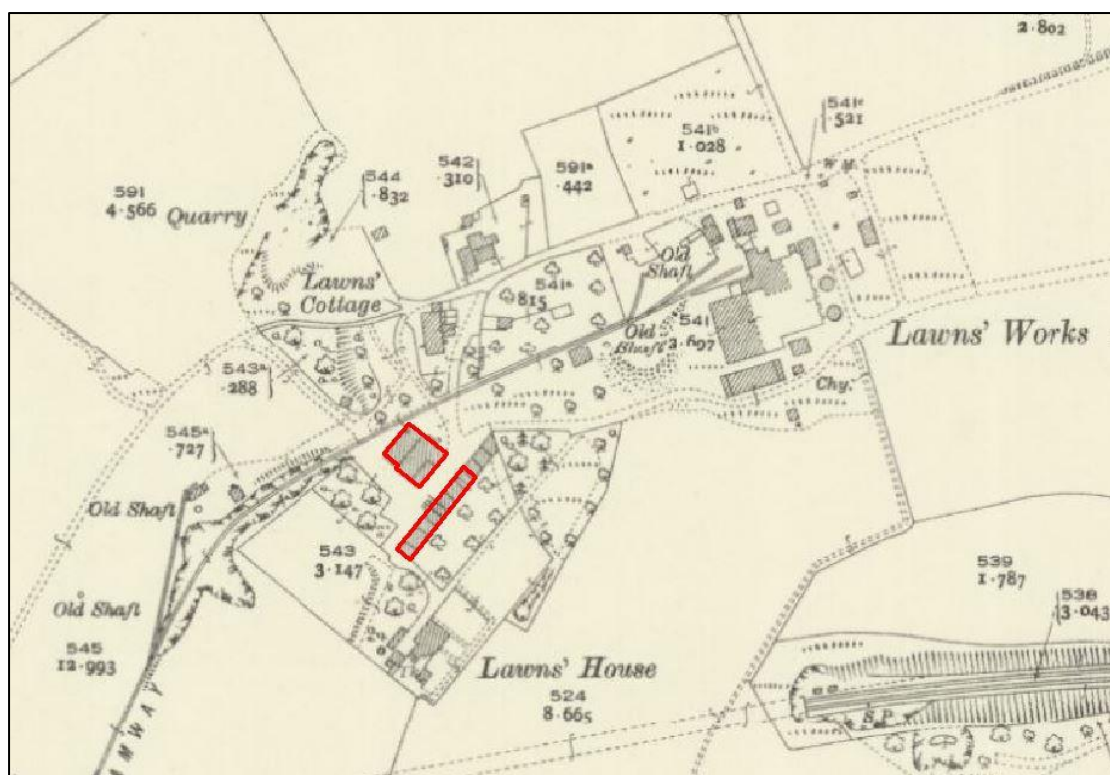 2·802
541ᶜ
·521
541ᵇ
1·028
542
·310
591ᵃ
·442
544
·832
591
4·566
Quarry
Old
Shaft
Lawns'
Cottage
541ᵃ
815
Old
Shaft
541
2·697
Lawns' Works
Chy.
543ᵃ
·288
545ᵃ
·727
Old Shaft
543
3·147
539
1·787
538
3·043
Old Shaft
545
12·993
Lawns' House
524
8·665
S.P.